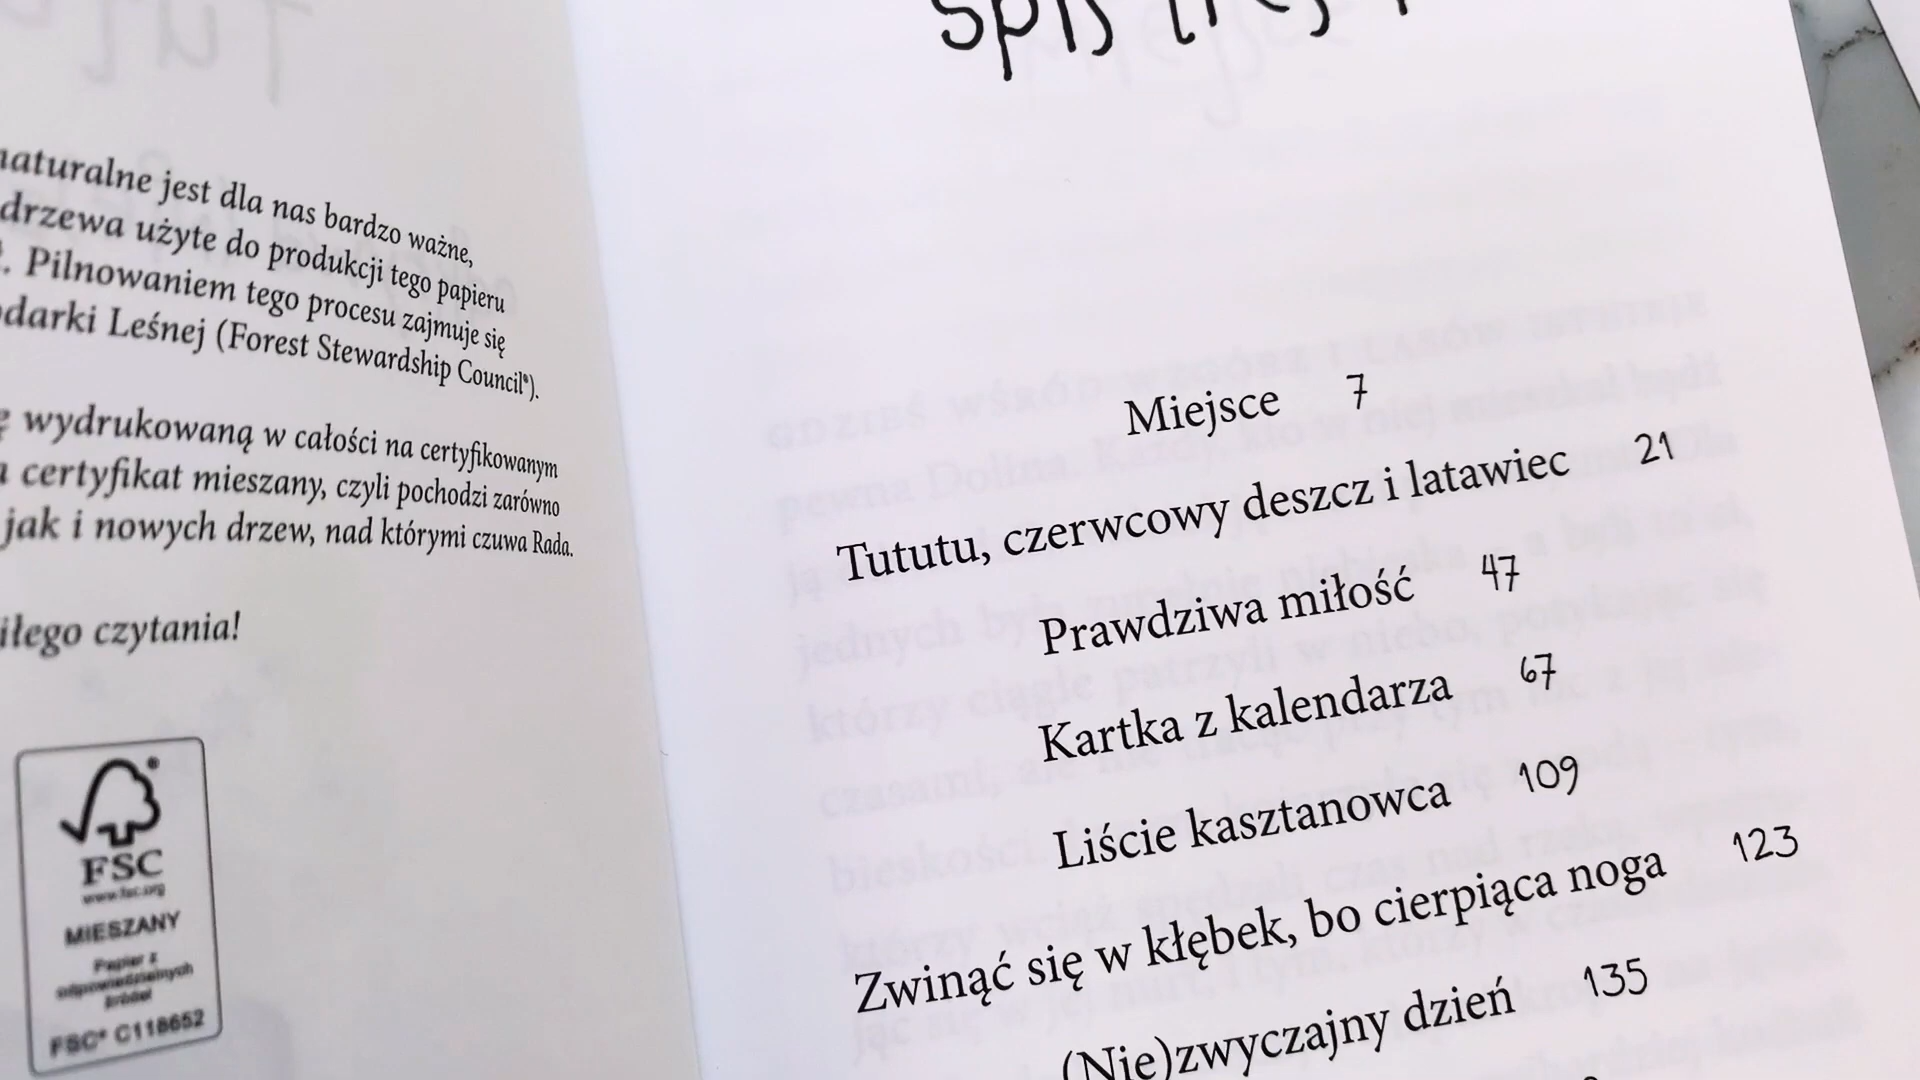 naturalne jest dla nas bardzo ważne,
drzewa użyte do produkcji tego papieru
Pilnowaniem tego procesu zajmuje się
Leśnej (Forest Stewardship Council®).
wydrukowaną w całości na certyfikowanym
certyfikat mieszany, czyli pochodzi zarówno
jak i nowych drzew, nad którymi czuwa Rada.
czytania!
FSC
www.fsc.org
MIESZANY
Papier z
odpowiedzialnych
źródeł
FSC® C118652
spis
Miejsce 7
Tututu, czerwcowy deszcz i latawiec 21
Prawdziwa miłość 47
Kartka z kalendarza 67
Liście kasztanowca 109
Zwinąć się w kłębek, bo cierpiąca noga 123
(Nie)zwyczajny dzień 135